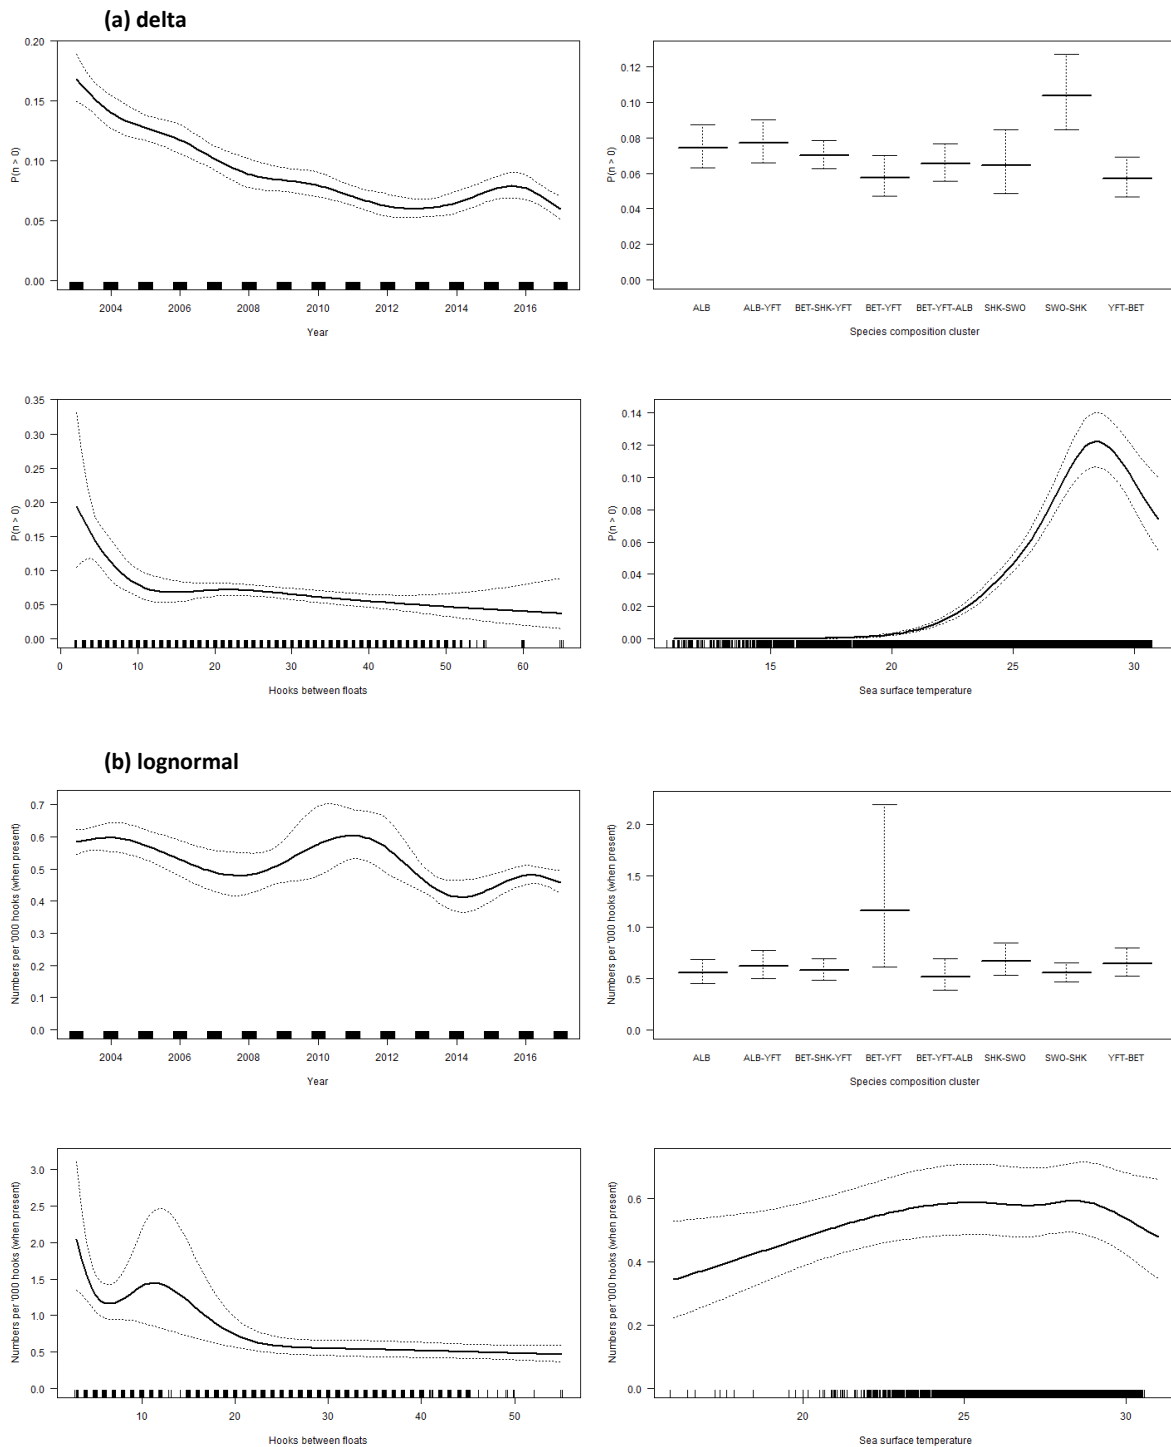 (a) delta
0.20
0.15
0.10
0.05
0.00
P(n > 0)
2004 2006 2008 2010 2012 2014 2016
Year
0.12
0.10
0.08
0.06
0.04
0.02
0.00
P(n > 0)
ALB ALB-YFT BET-SHK-YFT BET-YFT BET-YFT-ALB SHK-SWO SWO-SHK YFT-BET
Species composition cluster
0.35
0.30
0.25
0.20
0.15
0.10
0.05
0.00
P(n > 0)
0 10 20 30 40 50 60
Hooks between floats
0.14
0.12
0.10
0.08
0.06
0.04
0.02
0.00
P(n > 0)
15 20 25 30
Sea surface temperature
(b) lognormal
0.7
0.6
0.5
0.4
0.3
0.2
0.1
0.0
Numbers per '000 hooks (when present)
2004 2006 2008 2010 2012 2014 2016
Year
2.0
1.5
1.0
0.5
0.0
Numbers per '000 hooks (when present)
ALB ALB-YFT BET-SHK-YFT BET-YFT BET-YFT-ALB SHK-SWO SWO-SHK YFT-BET
Species composition cluster
3.0
2.5
2.0
1.5
1.0
0.5
0.0
Numbers per '000 hooks (when present)
10 20 30 40 50
Hooks between floats
0.6
0.4
0.2
0.0
Numbers per '000 hooks (when present)
20 25 30
Sea surface temperature